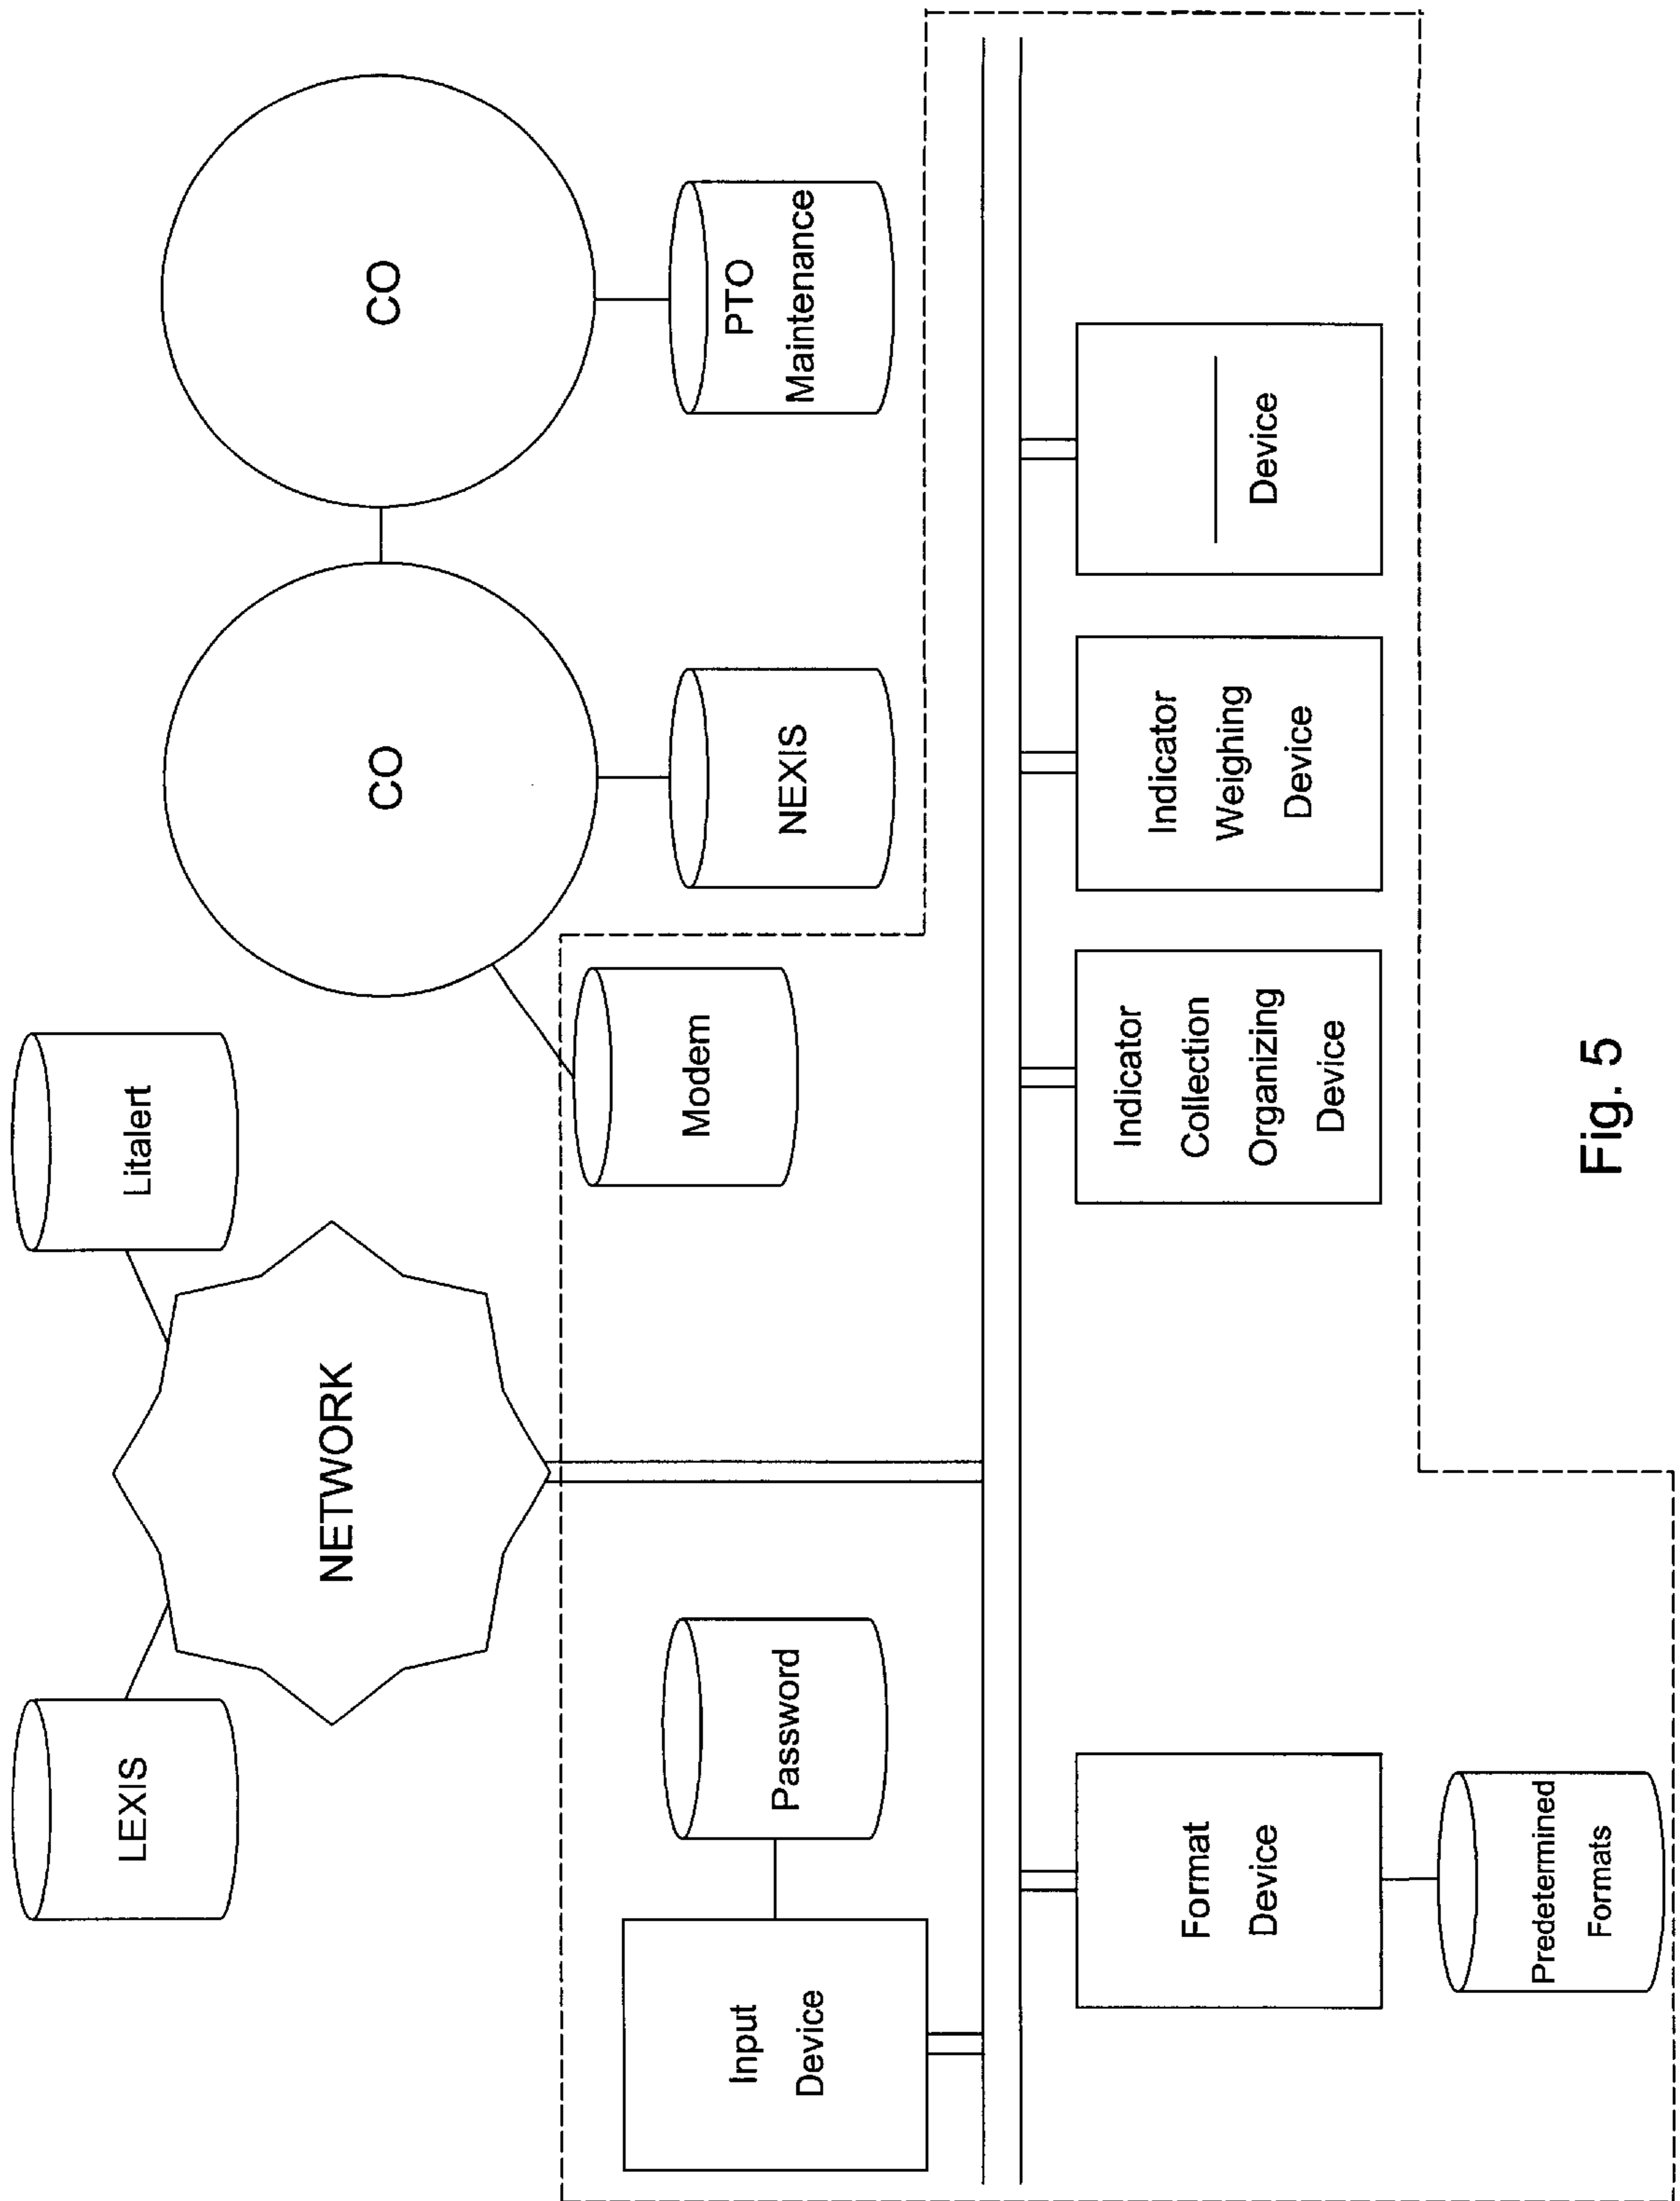 LEXIS
Litalert
NETWORK
CO
CO
Input
Device
Password
Modem
NEXIS
PTO
Maintenance
Format
Device
Indicator
Collection
Organizing
Device
Indicator
Weighing
Device
Device
Predetermined
Formats
Fig. 5